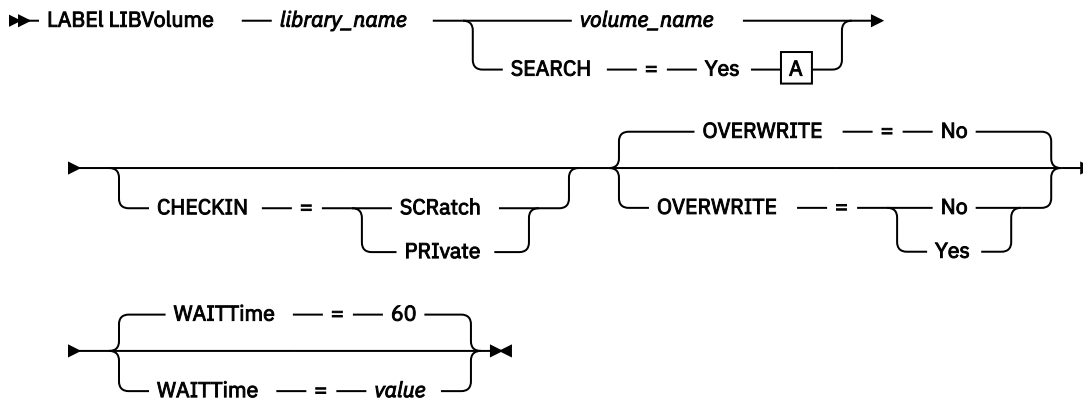 LABEl LIBVolume library_name volume_name
SEARCH = Yes A
OVERWRITE = No
CHECKIN = SCRatch
PRIvate
OVERWRITE = No
Yes
WAITTime = 60
WAITTime = value